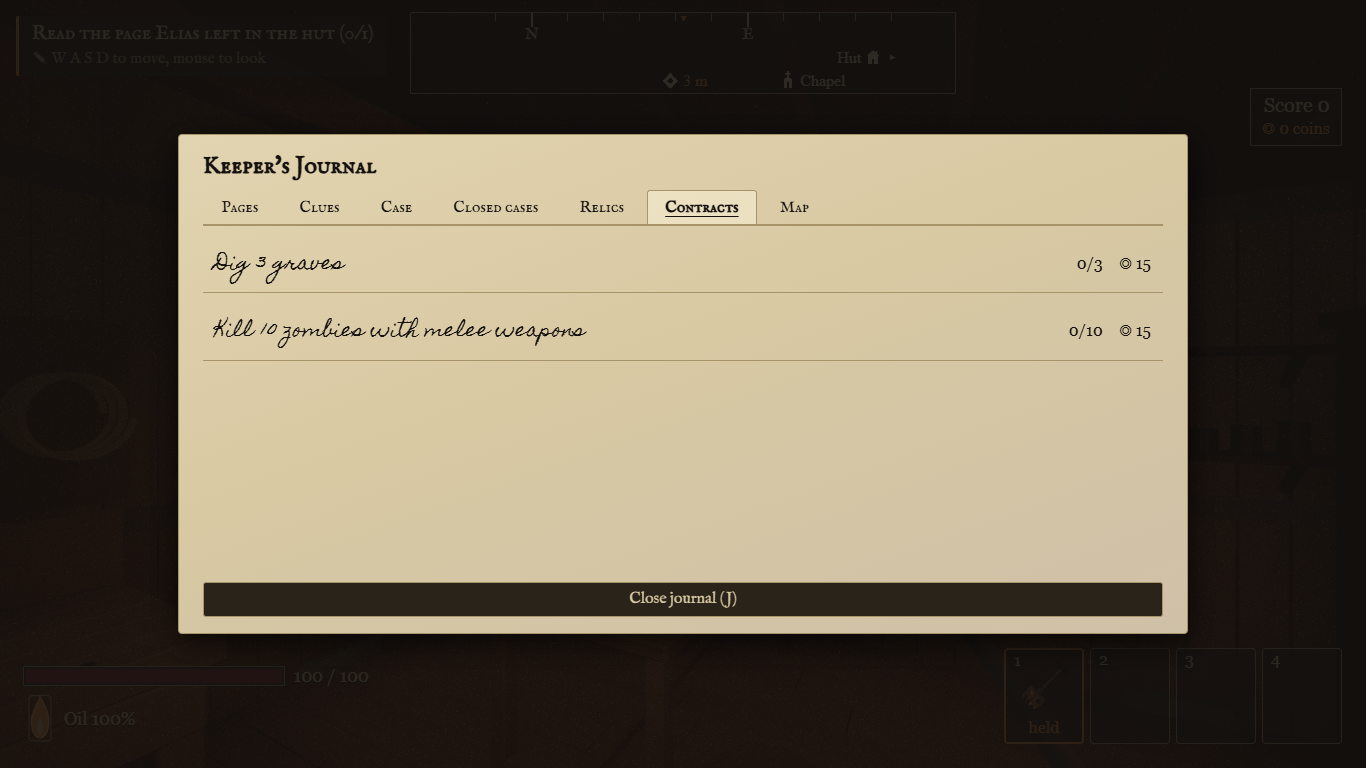 Read the page Elias left in the hut (0/1)
W A S D to move, mouse to look
N
E
Hut
3 m
Chapel
Score 0
0 coins
Keeper's Journal
Pages
Clues
Case
Closed cases
Relics
Contracts
Map
Dig 3 graves 0/3 15
Kill 10 zombies with melee weapons 0/10 15
Close journal (J)
100 / 100
Oil 100%
1
2
3
4
held